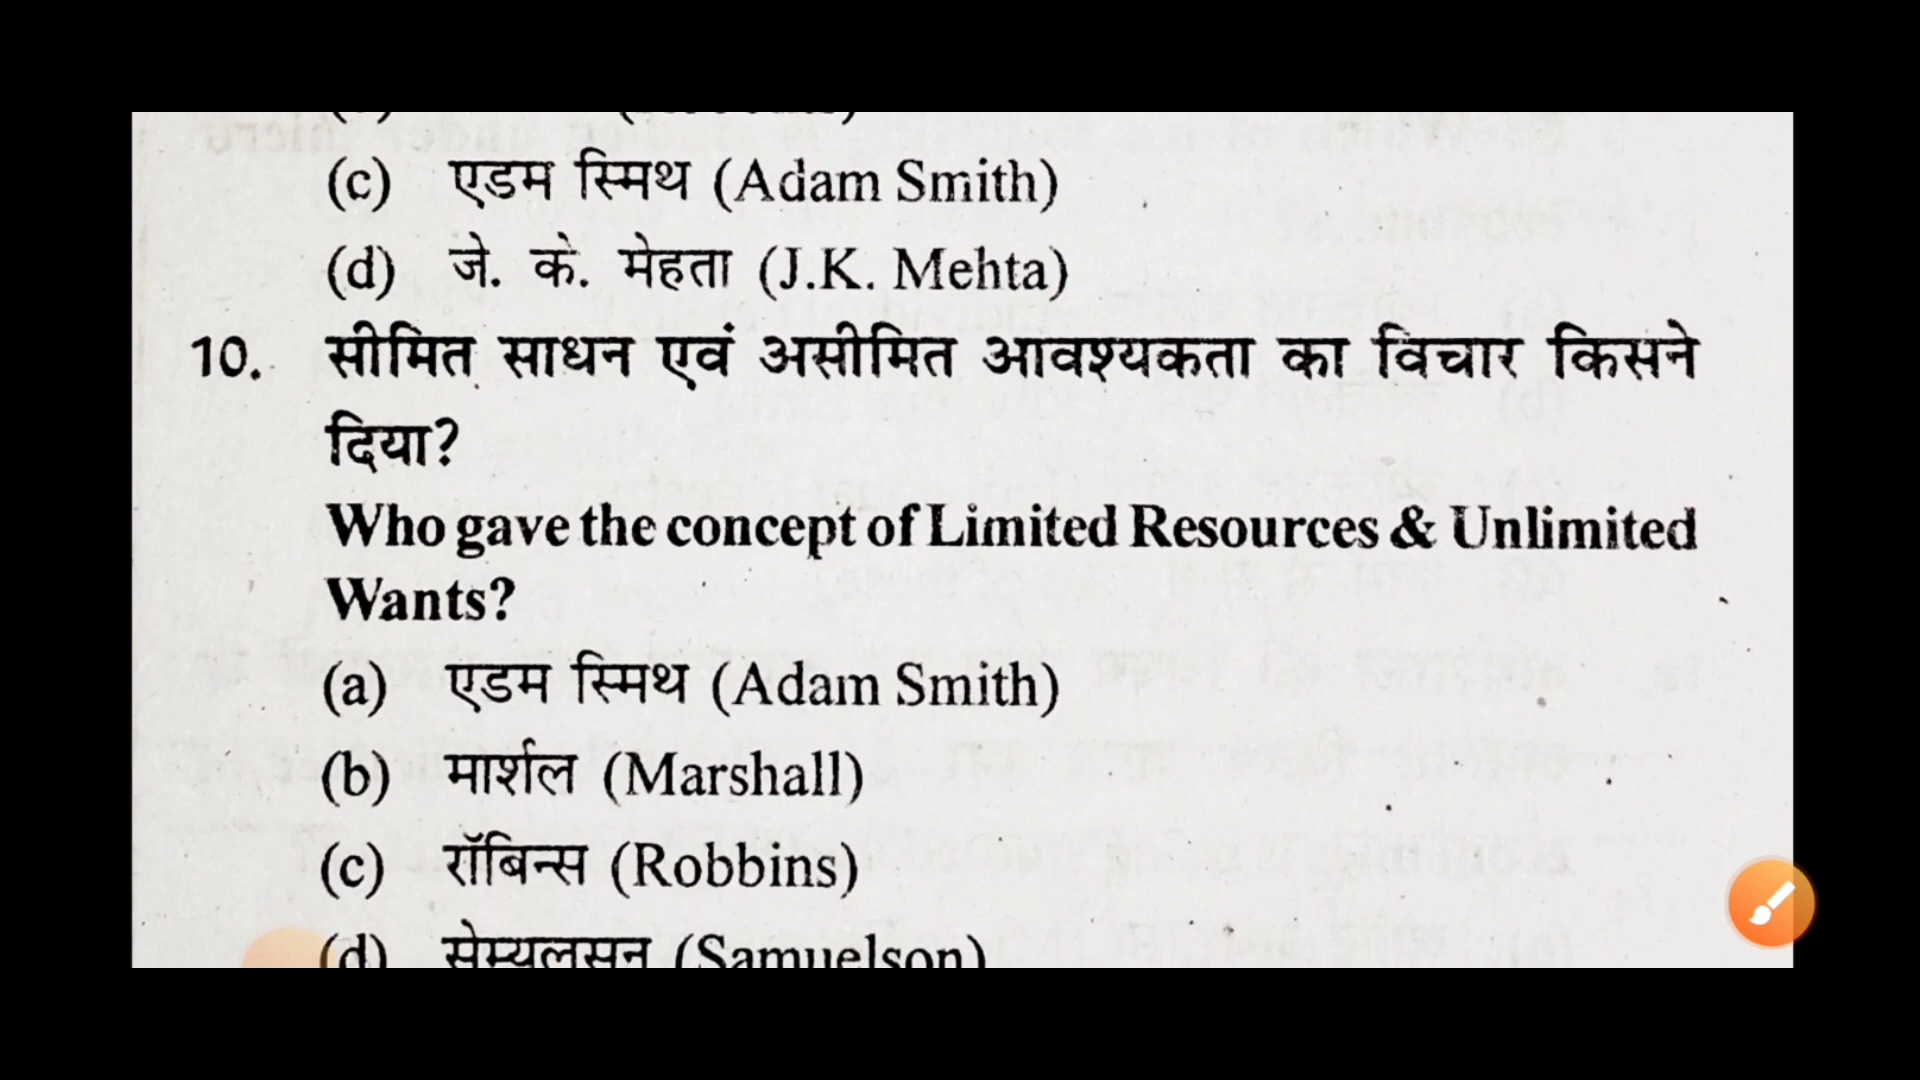 (c) एडम स्मिथ (Adam Smith)
(d) जे. के. मेहता (J.K. Mehta)
10. सीमित साधन एवं असीमित आवश्यकता का विचार किसने
दिया?
Who gave the concept of Limited Resources & Unlimited
Wants?
(a) एडम स्मिथ (Adam Smith)
(b) मार्शल (Marshall)
(c) रॉबिन्स (Robbins)
(d) सेम्युलसन (Samuelson)